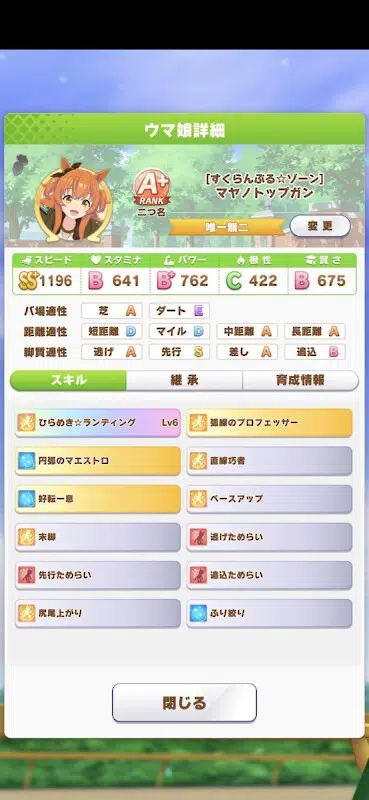 ウマ娘詳細
A+
RANK
[すくらんぶる☆ゾーン]
マヤノトップガン
二つ名
唯一無二
変更
スピード スタミナ パワー 根性 賢さ
SS 1196 B 641 B+ 762 C 422 B 675
バ場適性 芝 A ダート E
距離適性 短距離 D マイル D 中距離 A 長距離 A
脚質適性 逃げ A 先行 S 差し A 追込 B
スキル 継承 育成情報
ひらめき☆ランディング Lv6 弧線のプロフェッサー
円弧のマエストロ 直線巧者
好転一息 ペースアップ
末脚 逃げためらい
先行ためらい 追込ためらい
尻尾上がり ふり絞り
閉じる